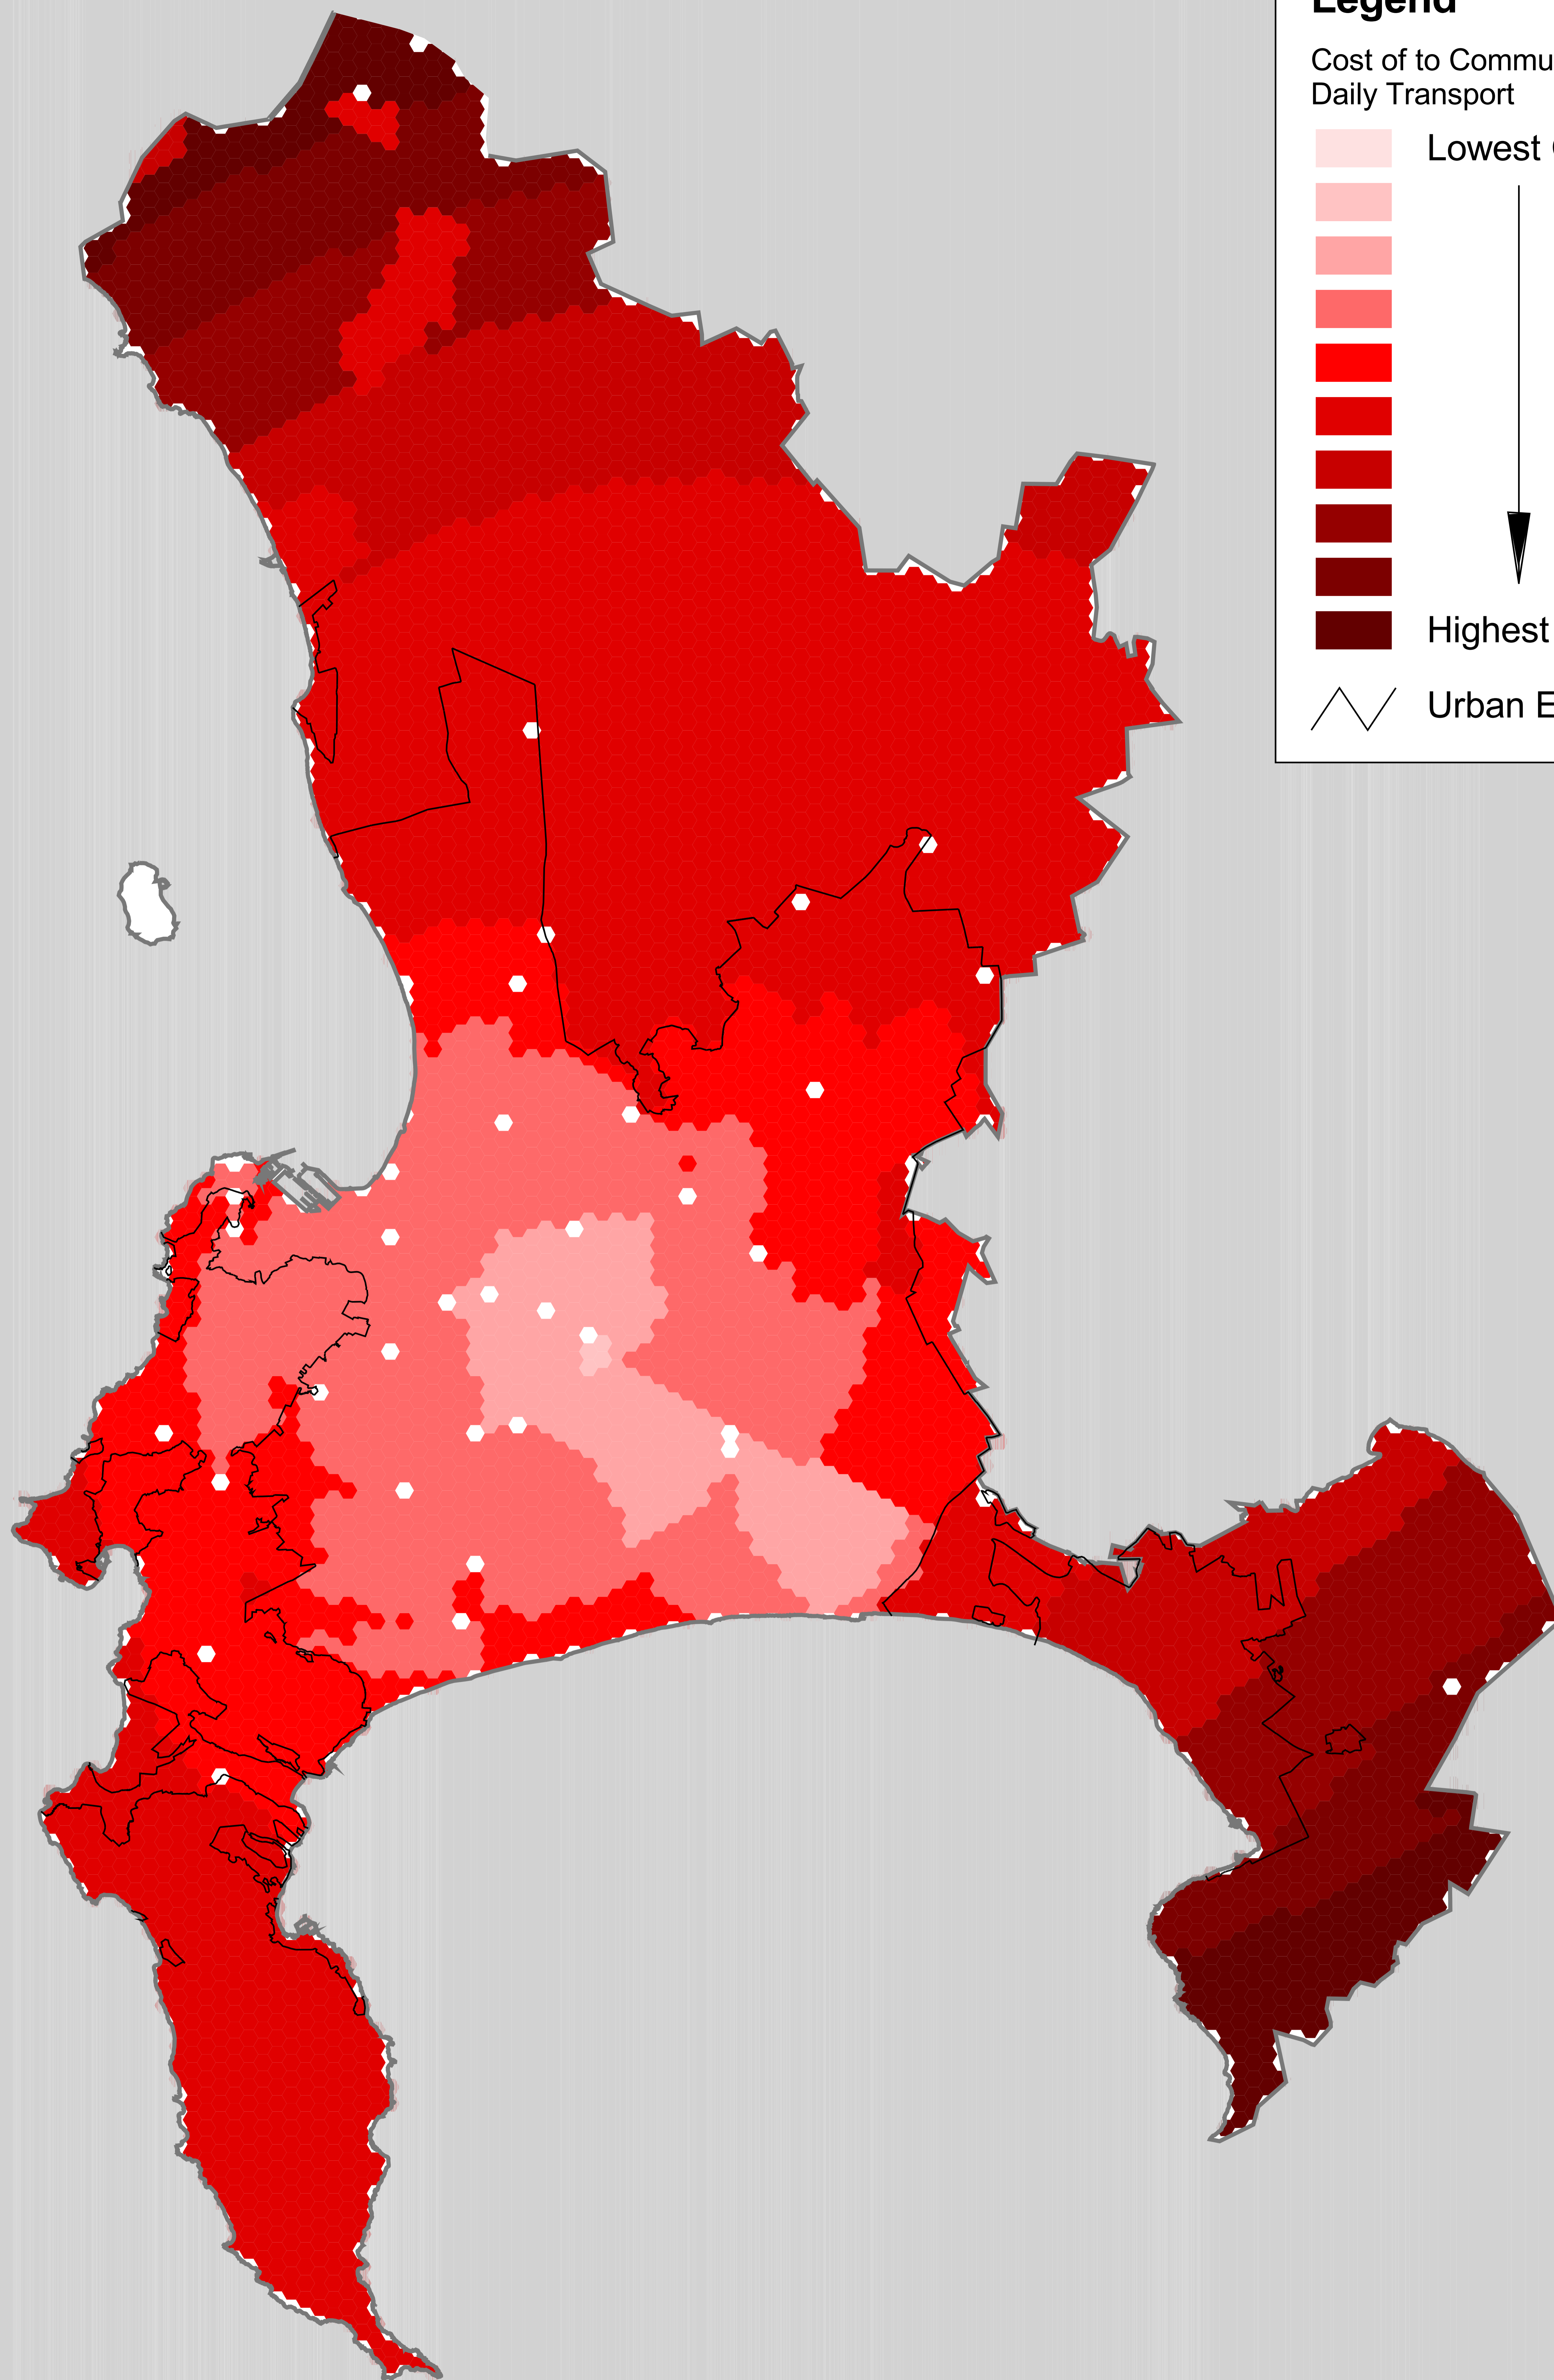 Legend
Cost of to Commu
Daily Transport
Lowest
Highest
Urban E